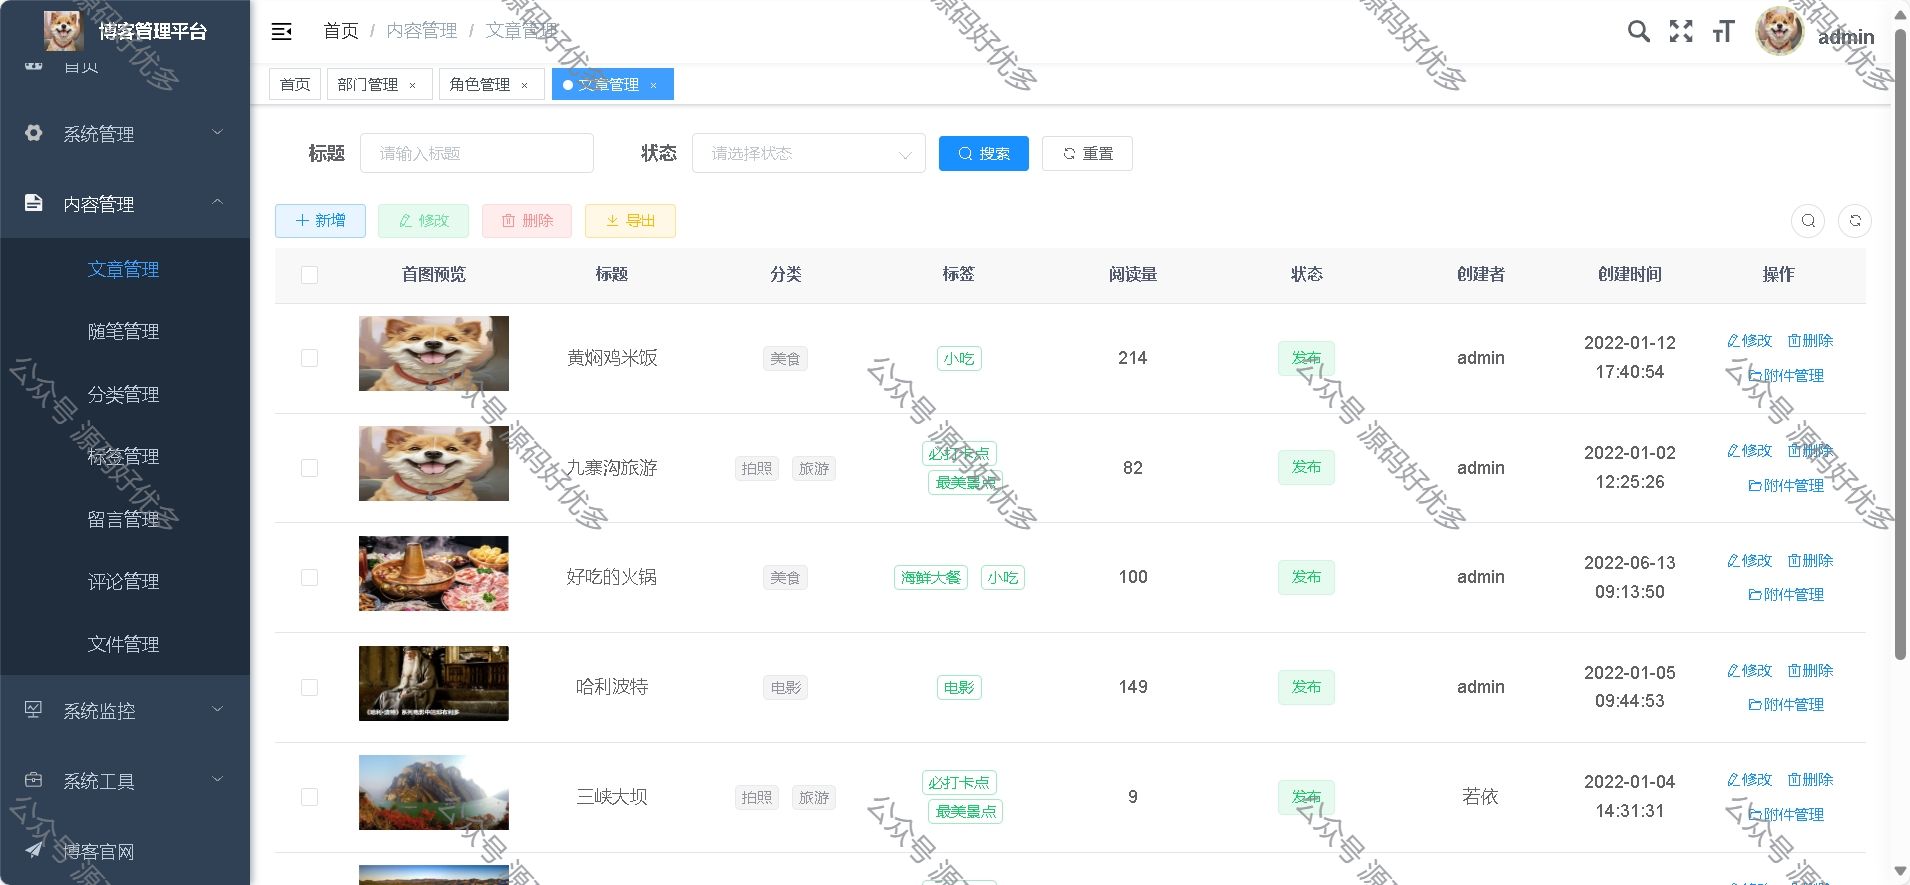 博客管理平台
首页
系统管理
内容管理
文章管理
随笔管理
分类管理
标签管理
留言管理
评论管理
文件管理
系统监控
系统工具
博客官网
首页 / 内容管理 / 文章管理
admin
首页 部门管理 × 角色管理 × 文章管理 ×
标题 请输入标题 状态 请选择状态 搜索 重置
新增 修改 删除 导出
首图预览 标题 分类 标签 阅读量 状态 创建者 创建时间 操作
黄焖鸡米饭 美食 小吃 214 发布 admin 2022-01-12 17:40:54 修改 删除 附件管理
九寨沟旅游 拍照 旅游 必打卡点 最美景点 82 发布 admin 2022-01-02 12:25:26 修改 删除 附件管理
好吃的火锅 美食 海鲜大餐 小吃 100 发布 admin 2022-06-13 09:13:50 修改 删除 附件管理
哈利波特 电影 电影 149 发布 admin 2022-01-05 09:44:53 修改 删除 附件管理
三峡大坝 拍照 旅游 必打卡点 最美景点 9 发布 若依 2022-01-04 14:31:31 修改 删除 附件管理
公众号 源码好优多